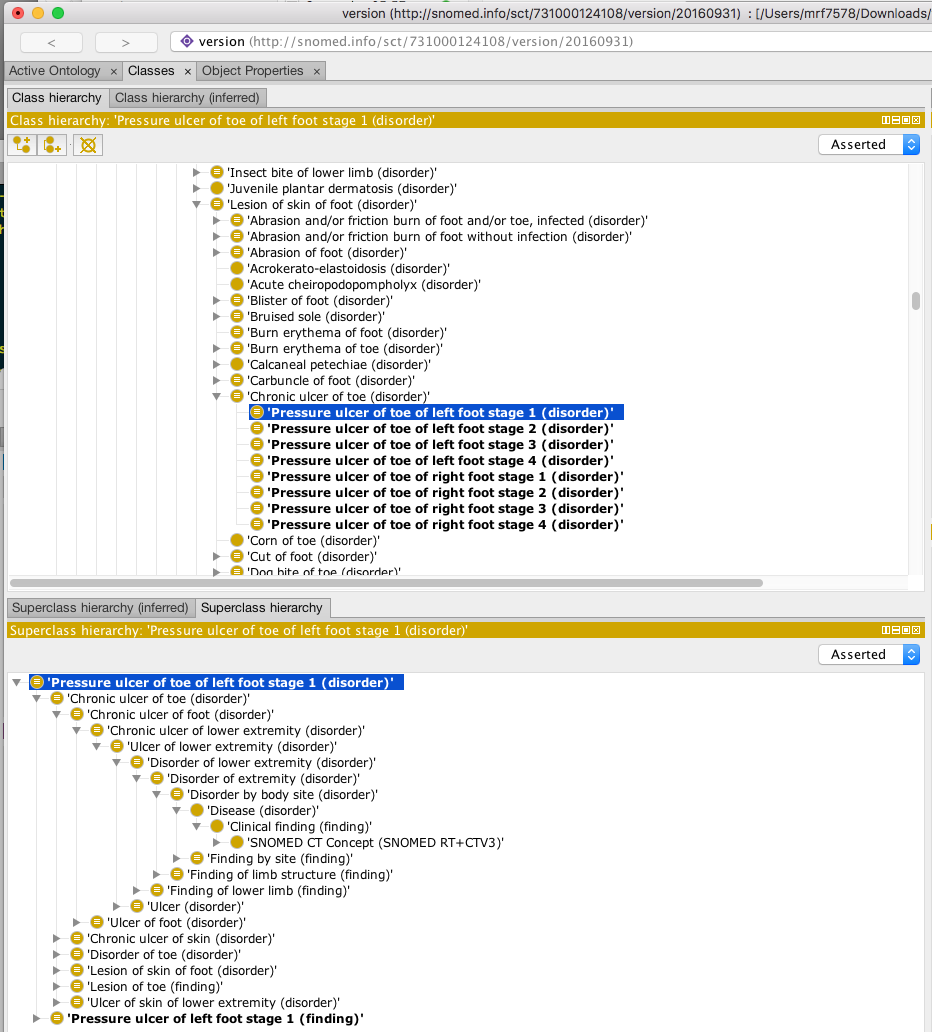 version (http://snomed.info/sct/731000124108/version/20160931) : [/Users/mrf7578/Downloads/
< > version (http://snomed.info/sct/731000124108/version/20160931)
Active Ontology × Classes × Object Properties ×
Class hierarchy Class hierarchy (inferred)
Class hierarchy: 'Pressure ulcer of toe of left foot stage 1 (disorder)'
Asserted
'Insect bite of lower limb (disorder)'
'Juvenile plantar dermatosis (disorder)'
'Lesion of skin of foot (disorder)'
'Abrasion and/or friction burn of foot and/or toe, infected (disorder)'
'Abrasion and/or friction burn of foot without infection (disorder)'
'Abrasion of foot (disorder)'
'Acrokerato-elastoidosis (disorder)'
'Acute cheiropodopompholyx (disorder)'
'Blister of foot (disorder)'
'Bruised sole (disorder)'
'Burn erythema of foot (disorder)'
'Burn erythema of toe (disorder)'
'Calcaneal petechiae (disorder)'
'Carbuncle of foot (disorder)'
'Chronic ulcer of toe (disorder)'
'Pressure ulcer of toe of left foot stage 1 (disorder)'
'Pressure ulcer of toe of left foot stage 2 (disorder)'
'Pressure ulcer of toe of left foot stage 3 (disorder)'
'Pressure ulcer of toe of left foot stage 4 (disorder)'
'Pressure ulcer of toe of right foot stage 1 (disorder)'
'Pressure ulcer of toe of right foot stage 2 (disorder)'
'Pressure ulcer of toe of right foot stage 3 (disorder)'
'Pressure ulcer of toe of right foot stage 4 (disorder)'
'Corn of toe (disorder)'
'Cut of foot (disorder)'
'Dog bite of toe (disorder)'
Superclass hierarchy (inferred) Superclass hierarchy
Superclass hierarchy: 'Pressure ulcer of toe of left foot stage 1 (disorder)'
Asserted
'Pressure ulcer of toe of left foot stage 1 (disorder)'
'Chronic ulcer of toe (disorder)'
'Chronic ulcer of foot (disorder)'
'Chronic ulcer of lower extremity (disorder)'
'Ulcer of lower extremity (disorder)'
'Disorder of lower extremity (disorder)'
'Disorder of extremity (disorder)'
'Disorder by body site (disorder)'
'Disease (disorder)'
'Clinical finding (finding)'
'SNOMED CT Concept (SNOMED RT+CTV3)'
'Finding by site (finding)'
'Finding of limb structure (finding)'
'Finding of lower limb (finding)'
'Ulcer (disorder)'
'Ulcer of foot (disorder)'
'Chronic ulcer of skin (disorder)'
'Disorder of toe (disorder)'
'Lesion of skin of foot (disorder)'
'Lesion of toe (finding)'
'Ulcer of skin of lower extremity (disorder)'
'Pressure ulcer of left foot stage 1 (finding)'